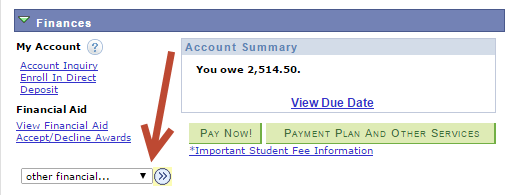 Finances
My Account ?
Account Inquiry
Enroll In Direct
Deposit
Financial Aid
View Financial Aid
Accept/Decline Awards
other financial...
Account Summary
You owe 2,514.50.
View Due Date
Pay Now!
Payment Plan And Other Services
*Important Student Fee Information